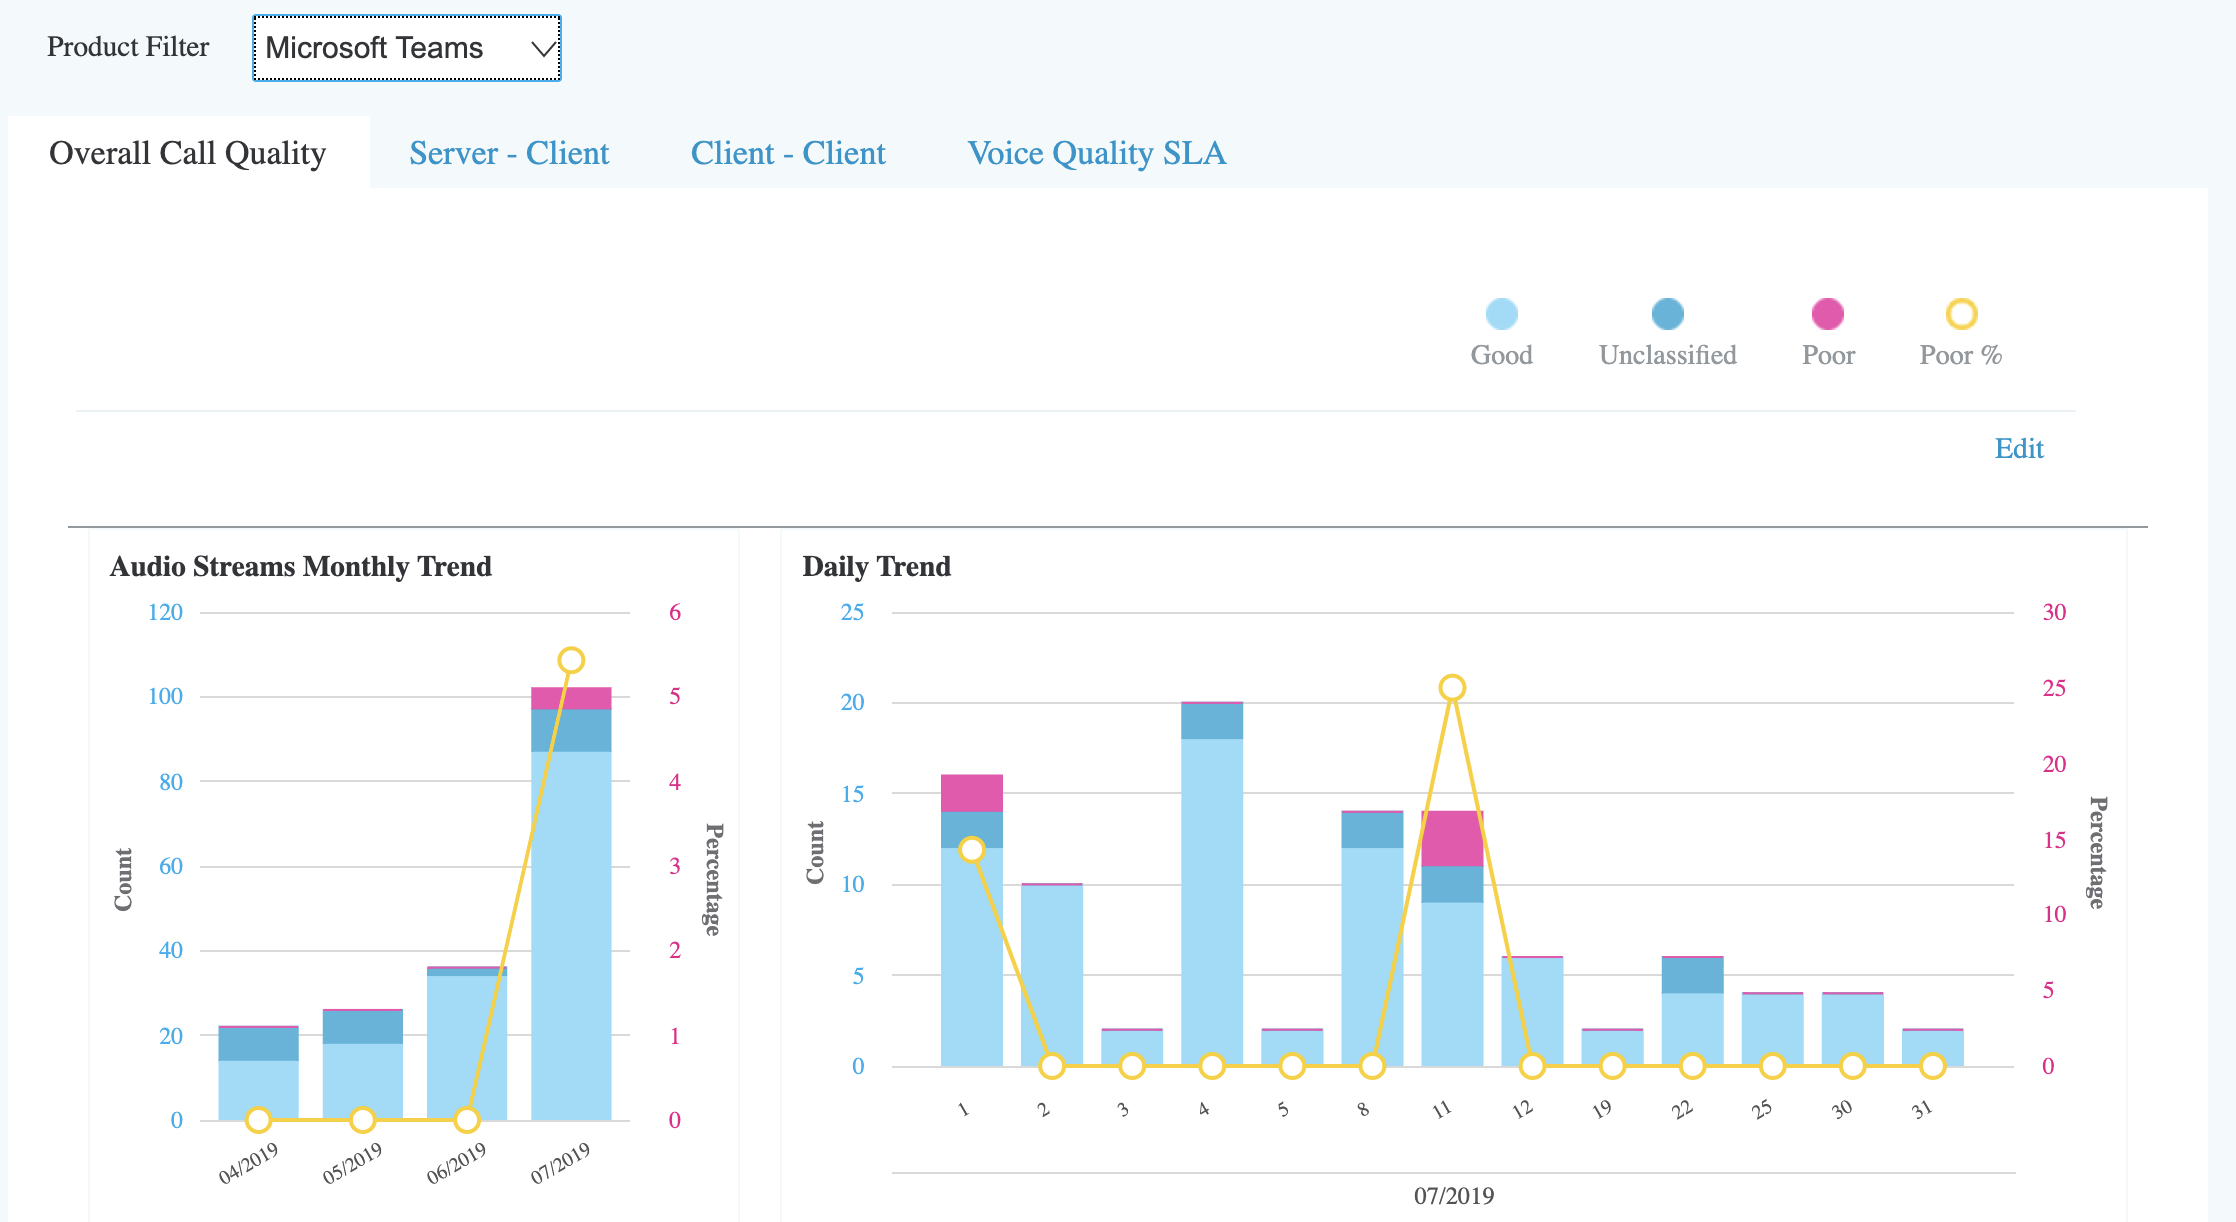 Product Filter
Microsoft Teams
Overall Call Quality
Server - Client
Client - Client
Voice Quality SLA
Good
Unclassified
Poor
Poor %
Edit
Audio Streams Monthly Trend
120
100
80
60
40
20
0
Count
6
5
4
3
2
1
0
Percentage
04/2019
05/2019
06/2019
07/2019
Daily Trend
25
20
15
10
5
0
Count
30
25
20
15
10
5
0
Percentage
1
2
3
4
5
8
11
12
19
22
25
30
31
07/2019